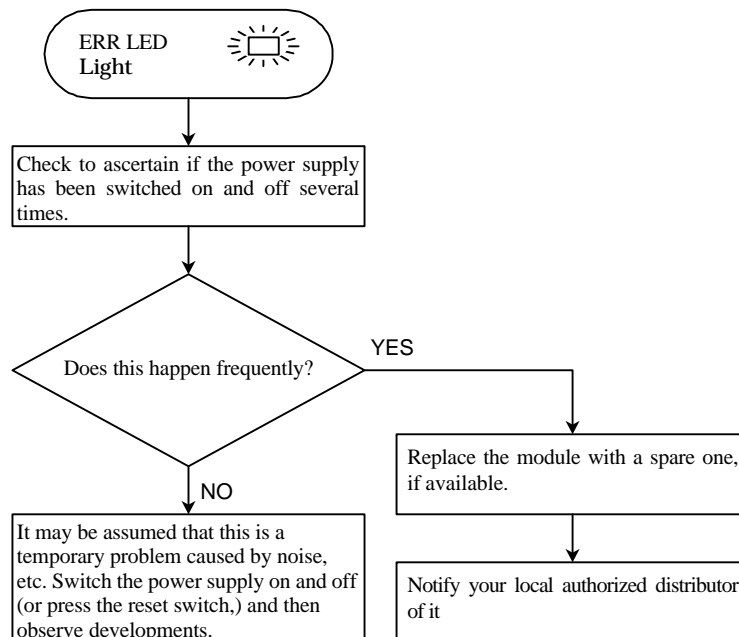 ERR LED
Light
Check to ascertain if the power supply
has been switched on and off several
times.
Does this happen frequently?
YES
NO
Replace the module with a spare one,
if available.
It may be assumed that this is a
temporary problem caused by noise,
etc. Switch the power supply on and off
(or press the reset switch,) and then
observe developments.
Notify your local authorized distributor
of it